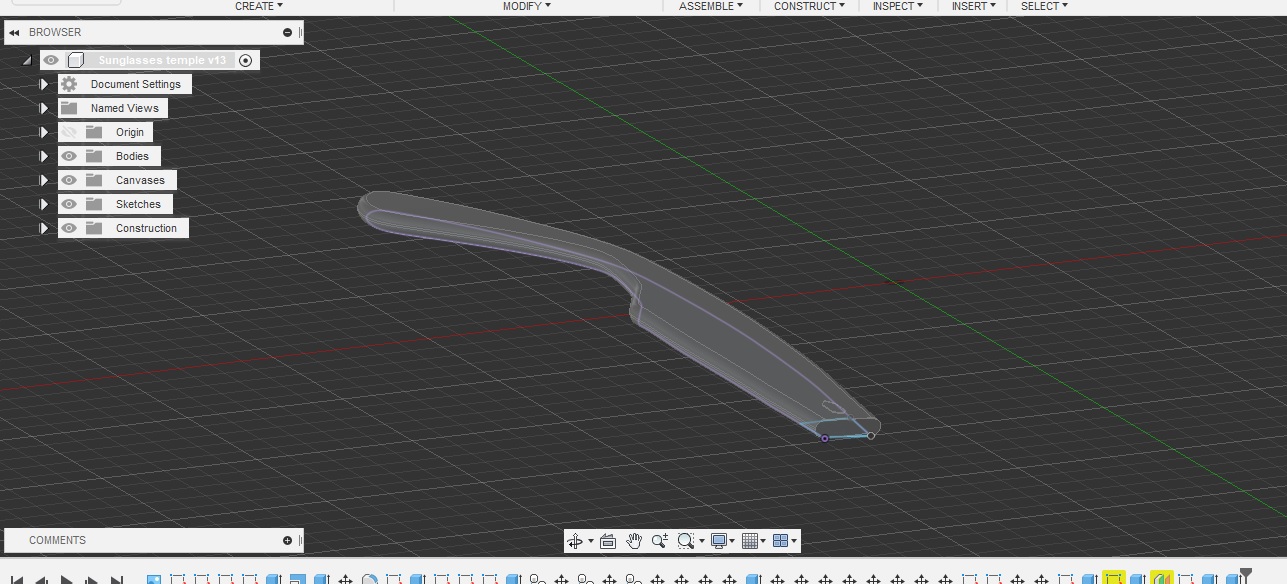 CREATE MODIFY ASSEMBLE CONSTRUCT INSPECT INSERT SELECT
BROWSER
Sunglasses temple v13
Document Settings
Named Views
Origin
Bodies
Canvases
Sketches
Construction
COMMENTS